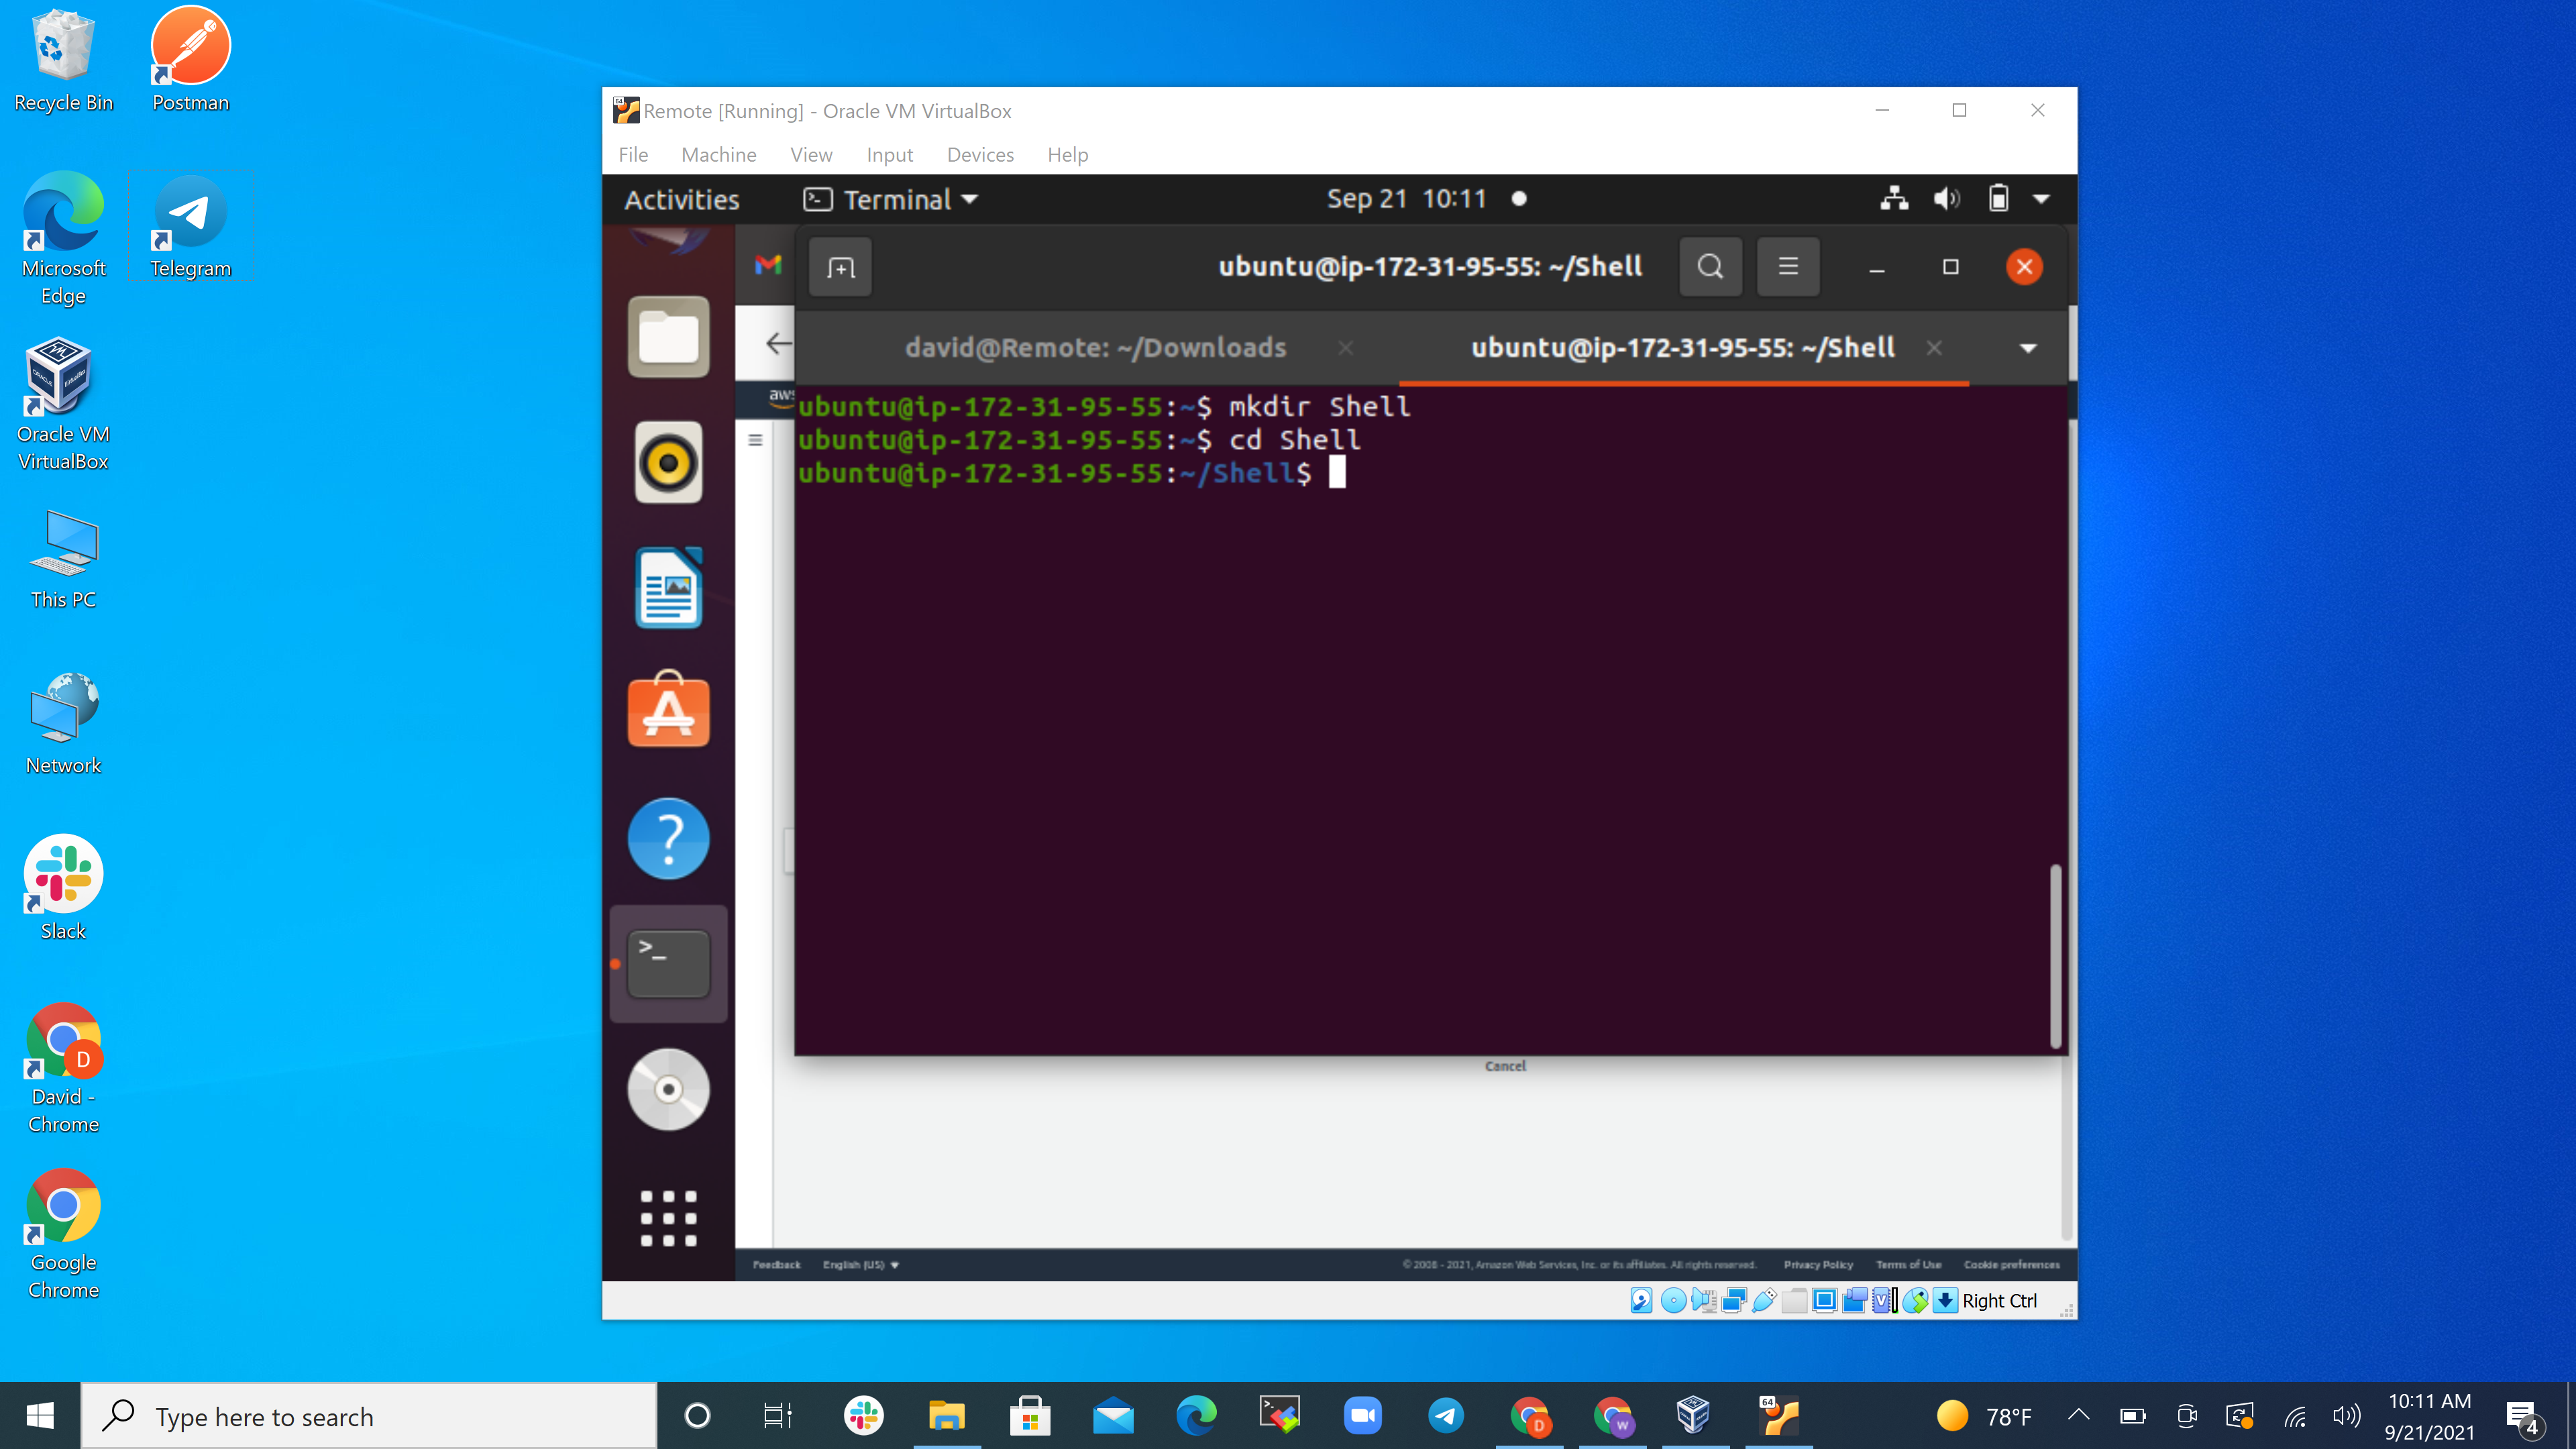 Recycle Bin
Postman
Microsoft
Edge
Telegram
Oracle VM
VirtualBox
This PC
Network
Slack
D
David -
Chrome
Google
Chrome
64
Remote [Running] - Oracle VM VirtualBox
File Machine View Input Devices Help
Activities
Terminal
Sep 21 10:11
ubuntu@ip-172-31-95-55: ~/Shell
david@Remote: ~/Downloads
ubuntu@ip-172-31-95-55: ~/Shell
aws
ubuntu@ip-172-31-95-55:~$ mkdir Shell
ubuntu@ip-172-31-95-55:~$ cd Shell
ubuntu@ip-172-31-95-55:~/Shell$
Cancel
Feedback English (US)
© 2008 - 2021, Amazon Web Services, Inc. or its affiliates. All rights reserved. Privacy Policy Terms of Use Cookie preferences
Right Ctrl
Type here to search
D
W
64
78°F
10:11 AM
9/21/2021
4